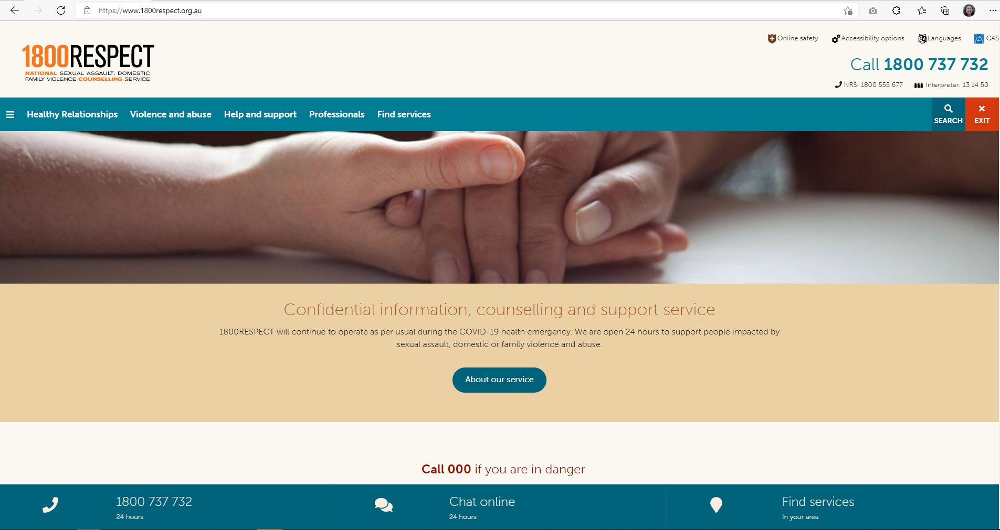 https://www.1800respect.org.au
Online safety
Accessibility options
Languages
CAS
1800RESPECT
NATIONAL SEXUAL ASSAULT, DOMESTIC
FAMILY VIOLENCE COUNSELLING SERVICE
Call 1800 737 732
NRS: 1800 555 677
Interpreter: 13 14 50
Healthy Relationships
Violence and abuse
Help and support
Professionals
Find services
SEARCH
EXIT
Confidential information, counselling and support service
1800RESPECT will continue to operate as per usual during the COVID-19 health emergency. We are open 24 hours to support people impacted by
sexual assault, domestic or family violence and abuse.
About our service
Call 000 if you are in danger
1800 737 732
24 hours
Chat online
24 hours
Find services
In your area